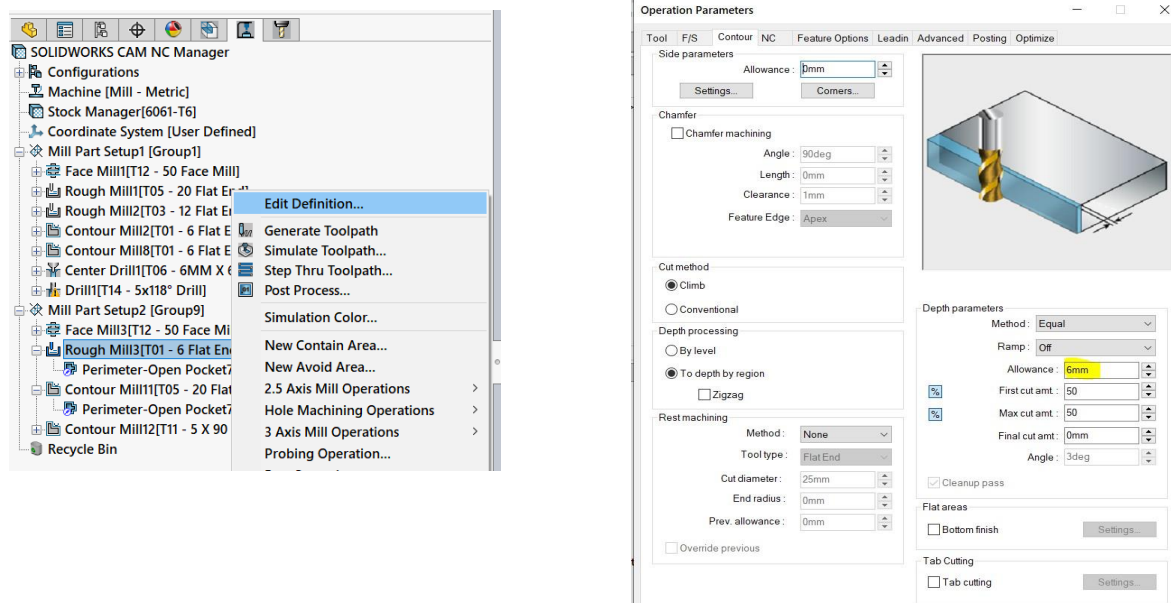 SOLIDWORKS CAM NC Manager
Configurations
Machine [Mill - Metric]
Stock Manager[6061-T6]
Coordinate System [User Defined]
Mill Part Setup1 [Group1]
Face Mill1[T12 - 50 Face Mill]
Rough Mill1[T05 - 20 Flat End]
Rough Mill2[T03 - 12 Flat E
Contour Mill2[T01 - 6 Flat E
Contour Mill8[T01 - 6 Flat E
Center Drill1[T06 - 6MM X 6
Drill1[T14 - 5x118° Drill]
Mill Part Setup2 [Group9]
Face Mill3[T12 - 50 Face Mi
Rough Mill3[T01 - 6 Flat End
Perimeter-Open Pocket7
Contour Mill11[T05 - 20 Flat
Perimeter-Open Pocket7
Contour Mill12[T11 - 5 X 90
Recycle Bin
Edit Definition...
Generate Toolpath
Simulate Toolpath...
Step Thru Toolpath...
Post Process...
Simulation Color...
New Contain Area...
New Avoid Area...
2.5 Axis Mill Operations
Hole Machining Operations
3 Axis Mill Operations
Probing Operation...
Operation Parameters
Tool F/S Contour NC Feature Options Leadin Advanced Posting Optimize
Side parameters
Allowance : 0mm
Settings... Corners...
Chamfer
Chamfer machining
Angle : 90deg
Length : 0mm
Clearance : 1mm
Feature Edge : Apex
Cut method
Climb
Conventional
Depth processing
By level
To depth by region
Zigzag
Rest machining
Method : None
Tool type : Flat End
Cut diameter : 25mm
End radius : 0mm
Prev. allowance : 0mm
Override previous
Depth parameters
Method : Equal
Ramp : Off
Allowance : 6mm
% First cut amt. : 50
% Max cut amt. : 50
Final cut amt : 0mm
Angle : 3deg
Cleanup pass
Flat areas
Bottom finish Settings...
Tab Cutting
Tab cutting Settings...